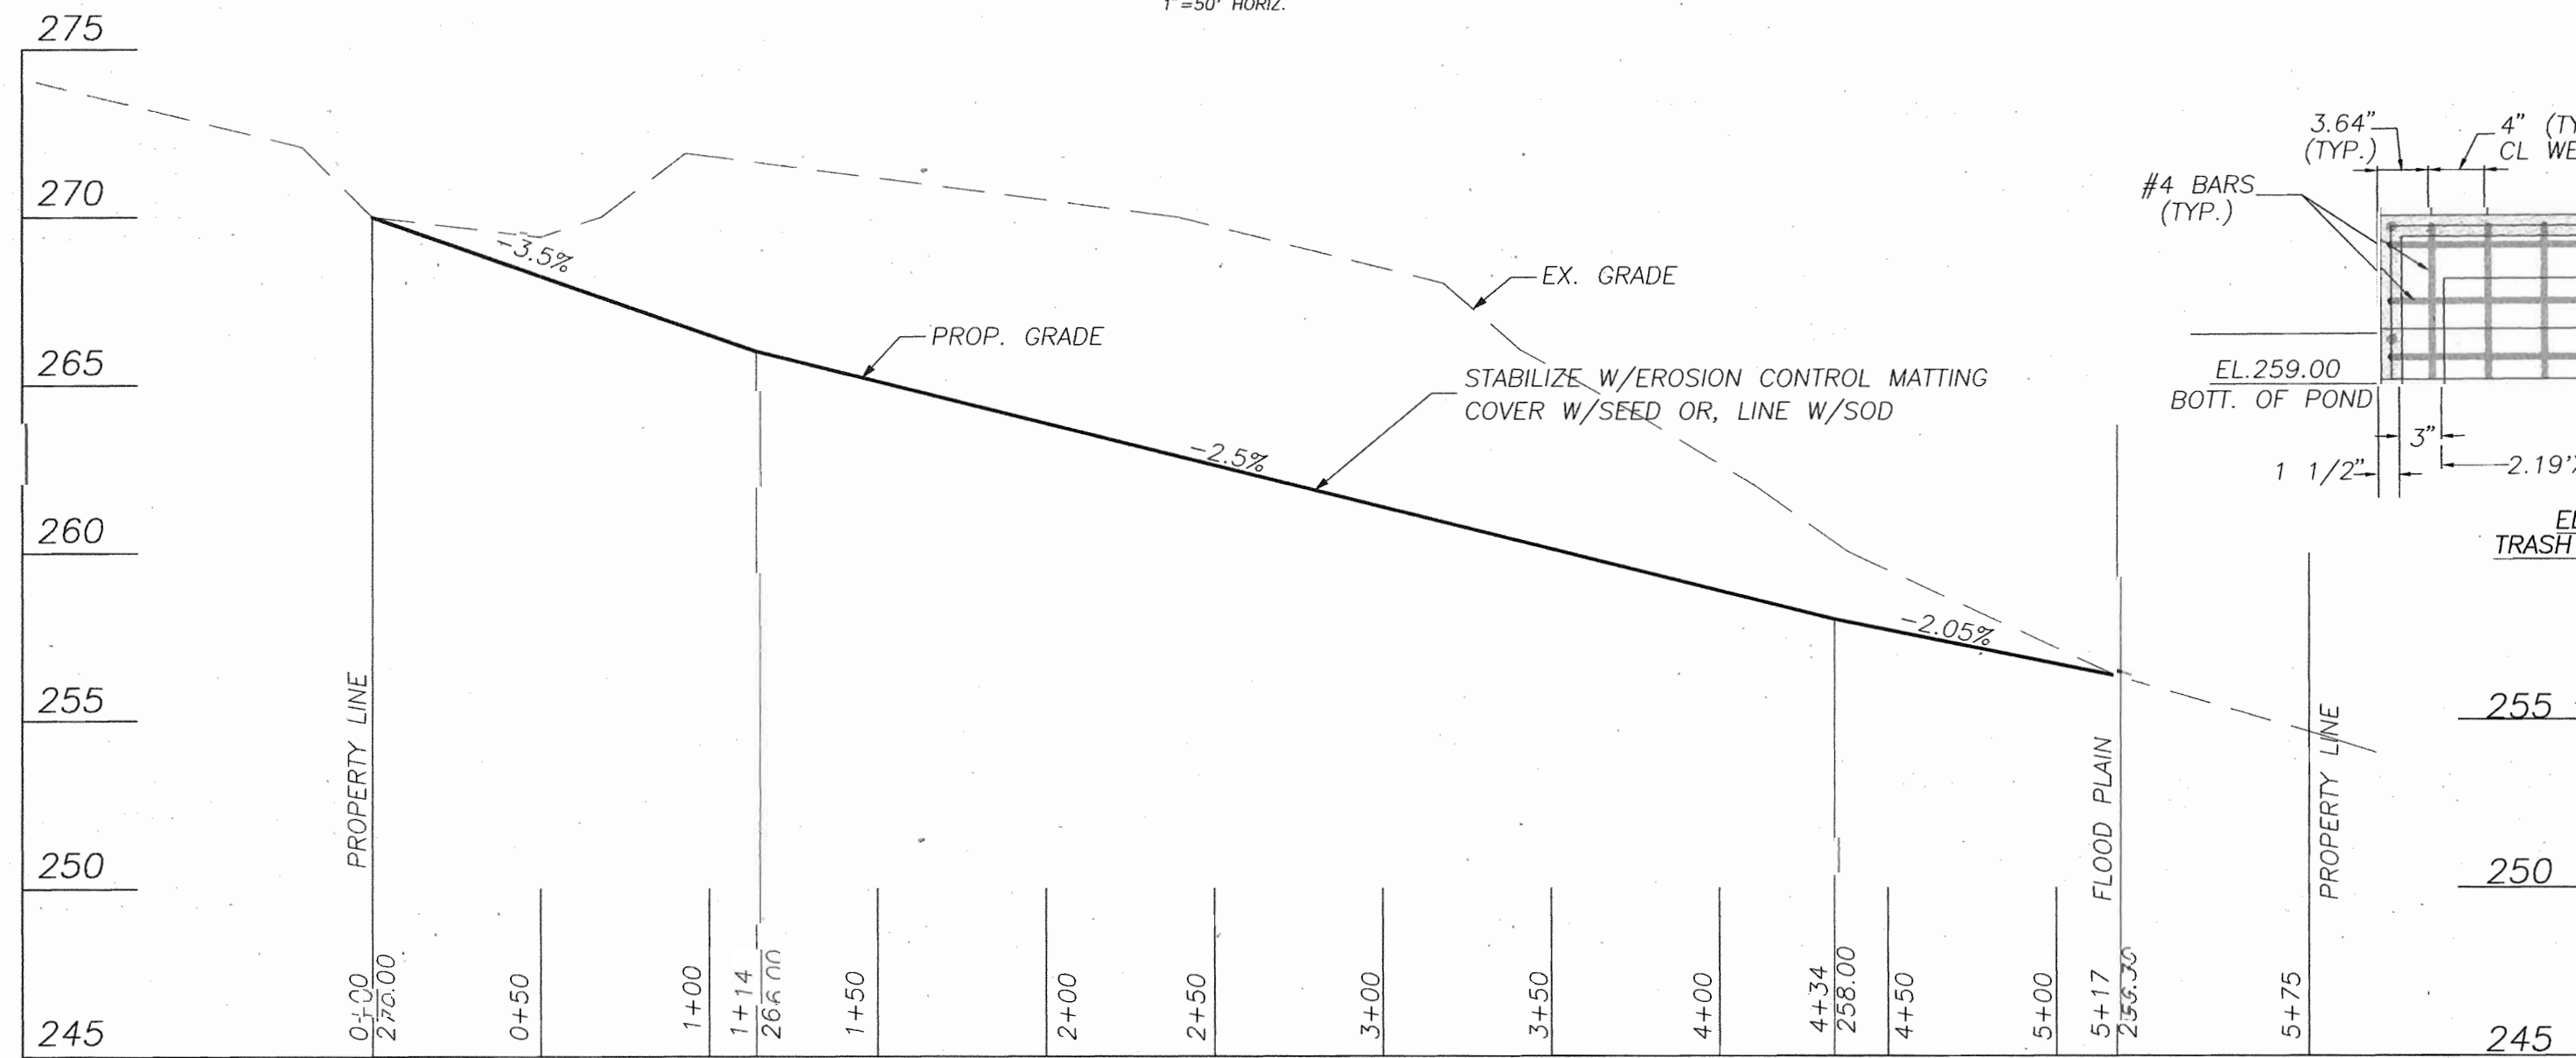 1"=50' HORIZ.
275
270
265
260
255
250
245
-3.5%
PROP. GRADE
EX. GRADE
STABILIZE W/EROSION CONTROL MATTING
COVER W/SEED OR, LINE W/SOD
-2.5%
-2.05%
PROPERTY LINE
FLOOD PLAIN
PROPERTY LINE
0+00
270.00
0+50
1+00
1+14
266.00
1+50
2+00
2+50
3+00
3+50
4+00
4+34
258.00
4+50
5+00
5+17
256.30
5+75
3.64"
(TYP.)
4"
CL
#4 BARS
(TYP.)
EL.259.00
BOTT. OF POND
3"
1 1/2"
2.19'
TRASH
255
250
245